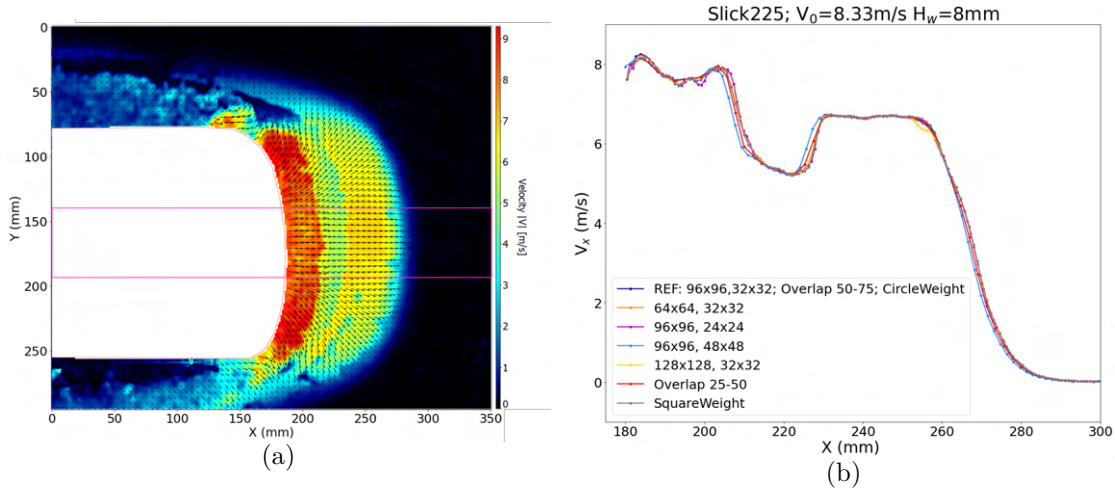 0
50
100
150
200
250
Y (mm)
0
50
100
150
200
250
300
350
X (mm)
9
8
7
6
5
4
3
2
1
0
Velocity |V| [m/s]
(a)
Slick225; V_0=8.33m/s H_w=8mm
8
6
4
2
0
V_x (m/s)
REF: 96x96,32x32; Overlap 50-75; CircleWeight
64x64, 32x32
96x96, 24x24
96x96, 48x48
128x128, 32x32
Overlap 25-50
SquareWeight
180
200
220
240
260
280
300
X (mm)
(b)